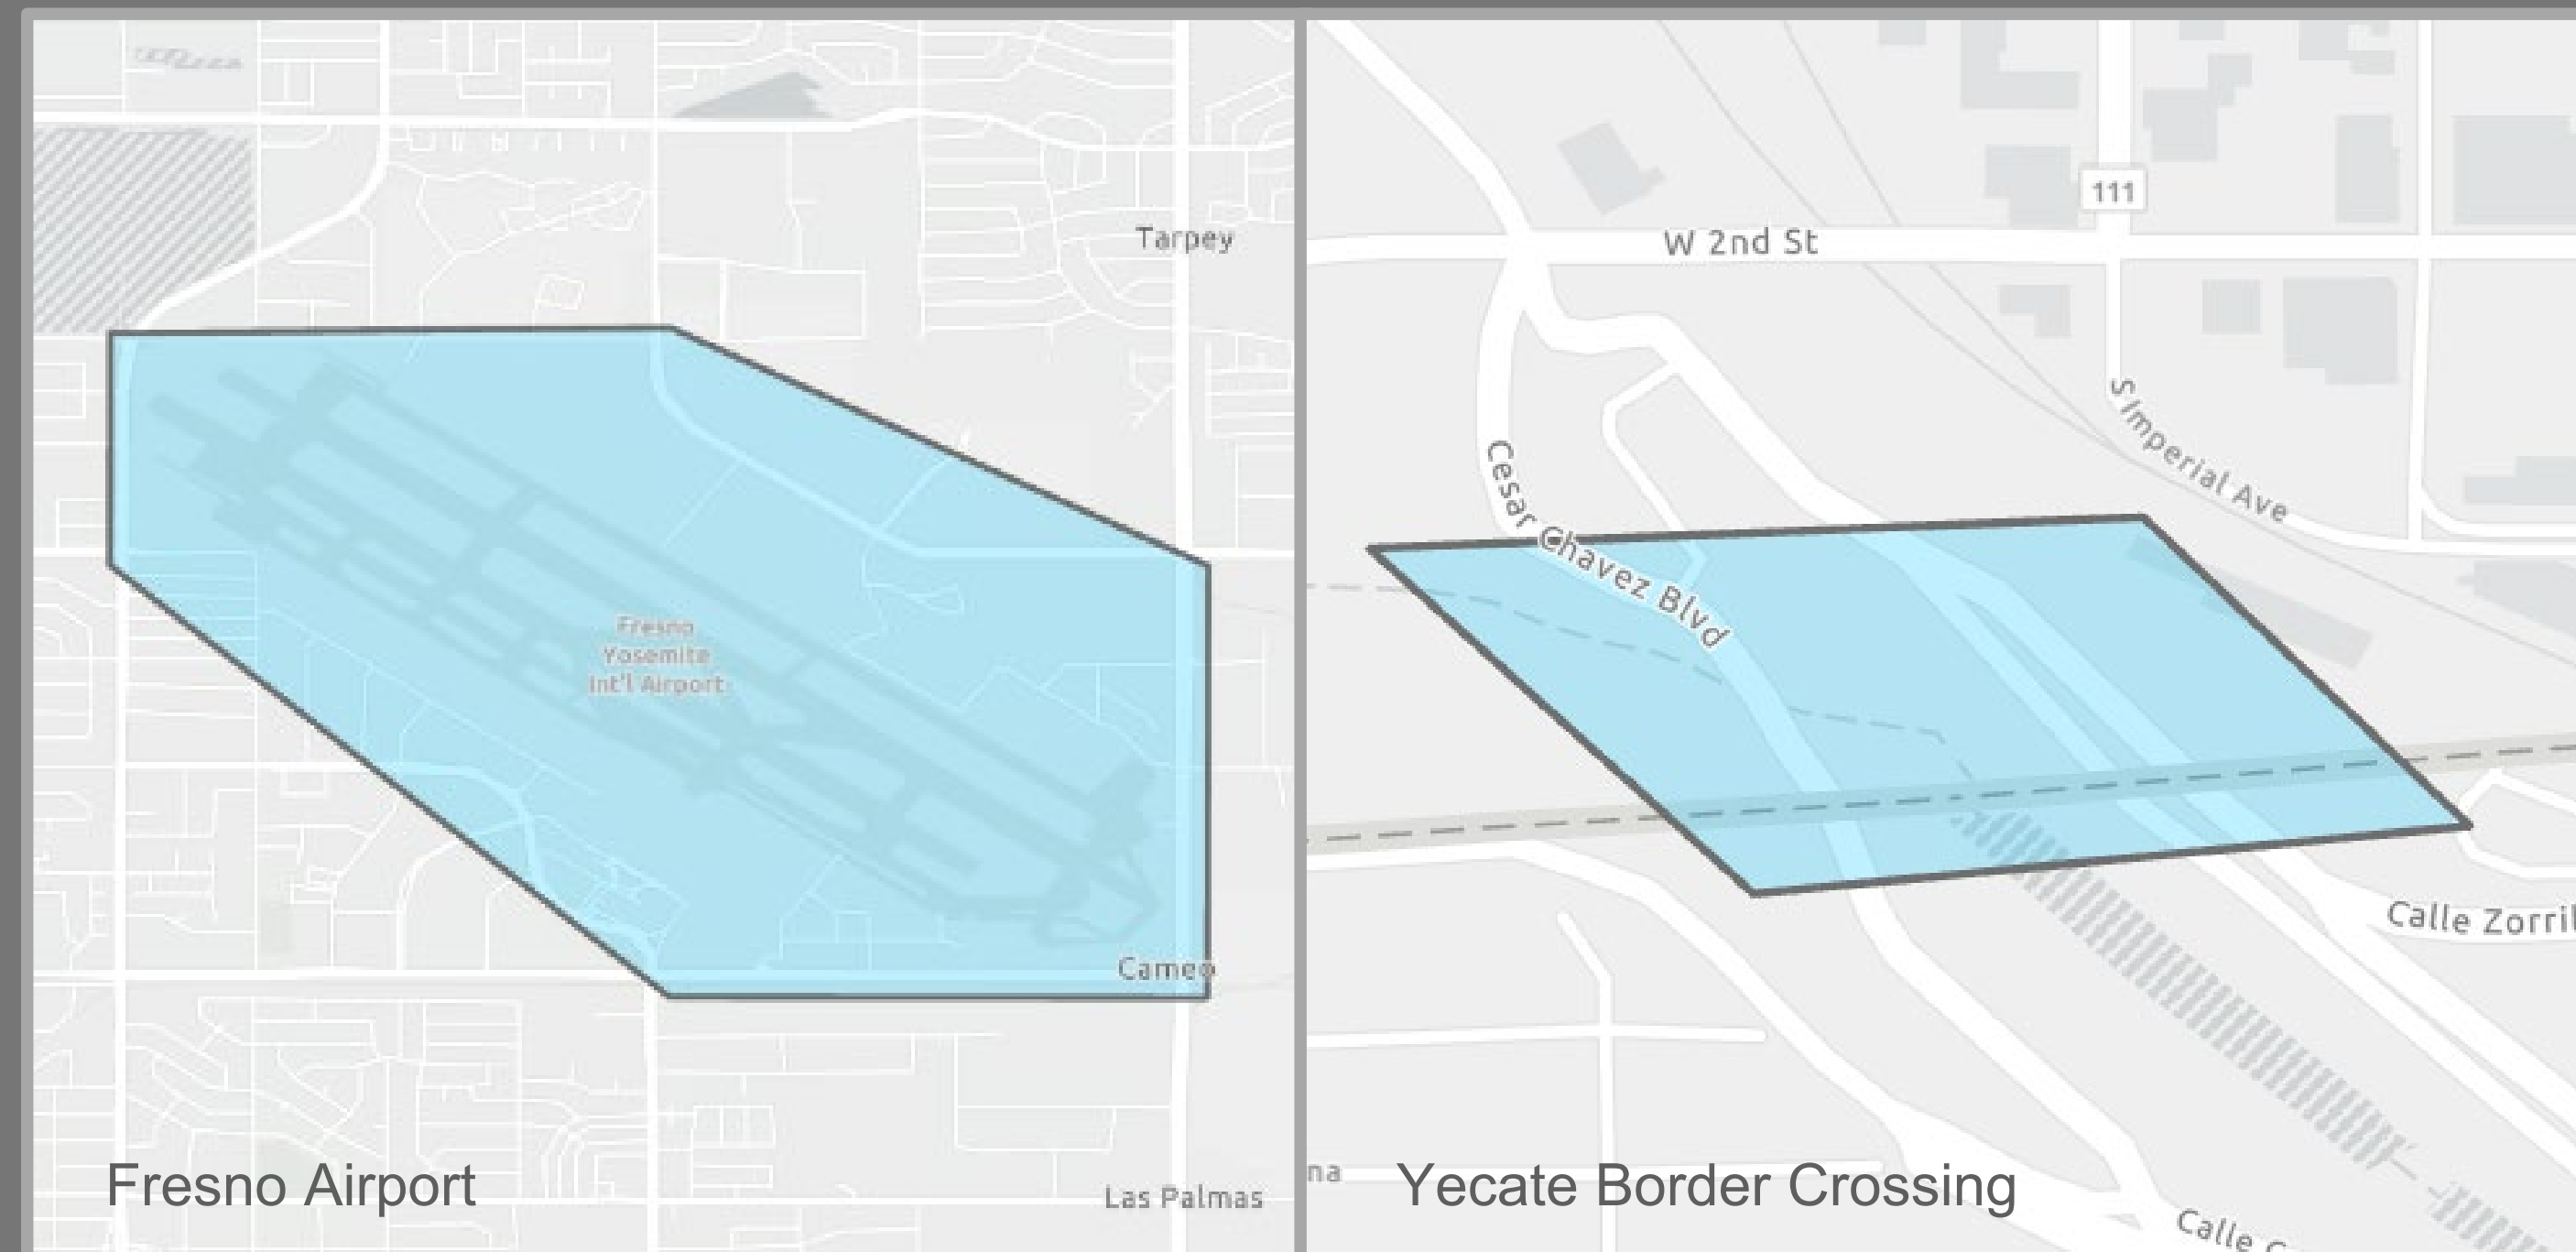 Tarpey
Fresno
Yosemite
Int'l Airport
Cameo
Las Palmas
Fresno Airport
111
W 2nd St
S Imperial Ave
Cesar Chavez Blvd
Calle Zorril
na
Yecate Border Crossing
Calle